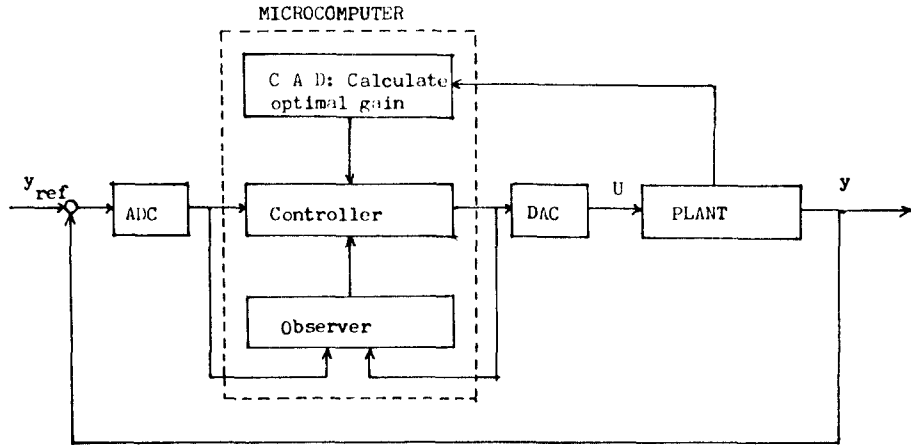 MICROCOMPUTER
C A D: Calculate
optimal gain
y ref
ADC
Controller
DAC
U
PLANT
y
Observer